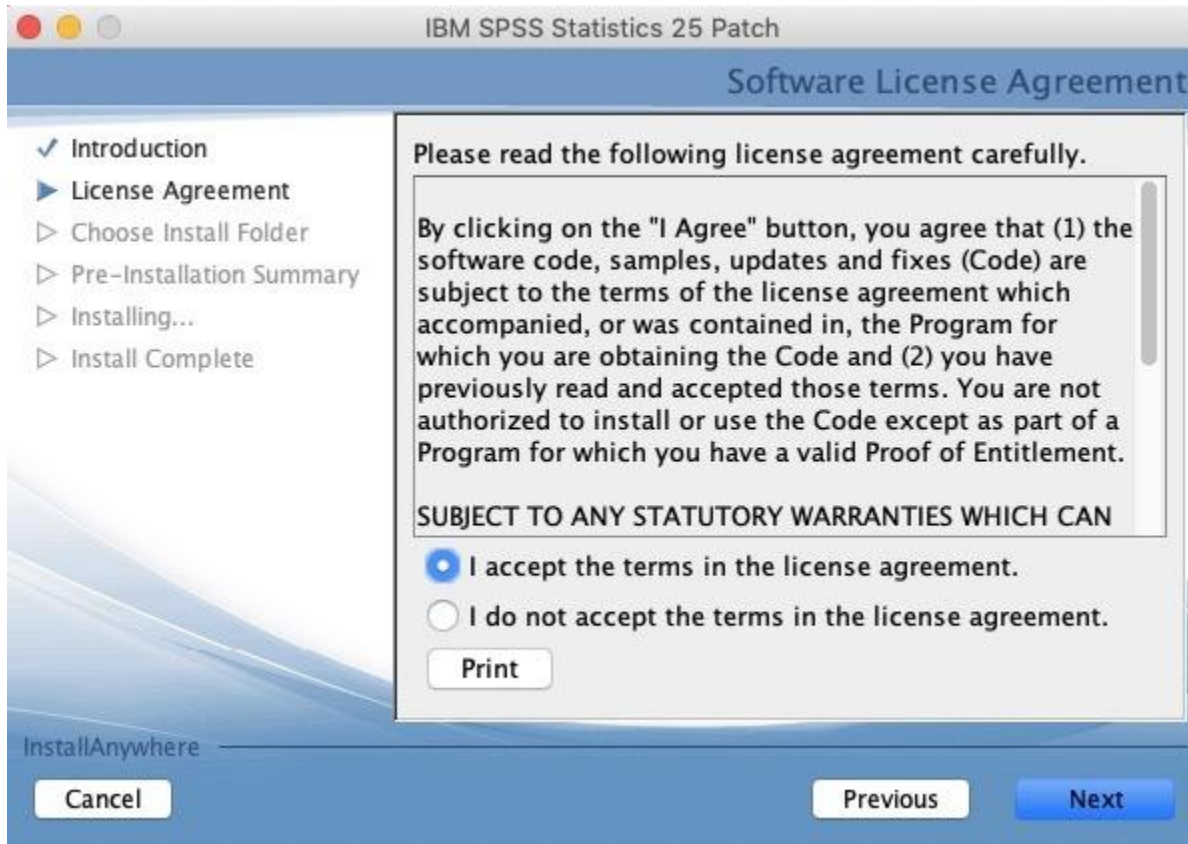 IBM SPSS Statistics 25 Patch
Software License Agreement
Introduction
License Agreement
Choose Install Folder
Pre-Installation Summary
Installing...
Install Complete
Please read the following license agreement carefully.
By clicking on the "I Agree" button, you agree that (1) the
software code, samples, updates and fixes (Code) are
subject to the terms of the license agreement which
accompanied, or was contained in, the Program for
which you are obtaining the Code and (2) you have
previously read and accepted those terms. You are not
authorized to install or use the Code except as part of a
Program for which you have a valid Proof of Entitlement.
SUBJECT TO ANY STATUTORY WARRANTIES WHICH CAN
I accept the terms in the license agreement.
I do not accept the terms in the license agreement.
Print
InstallAnywhere
Cancel
Previous
Next